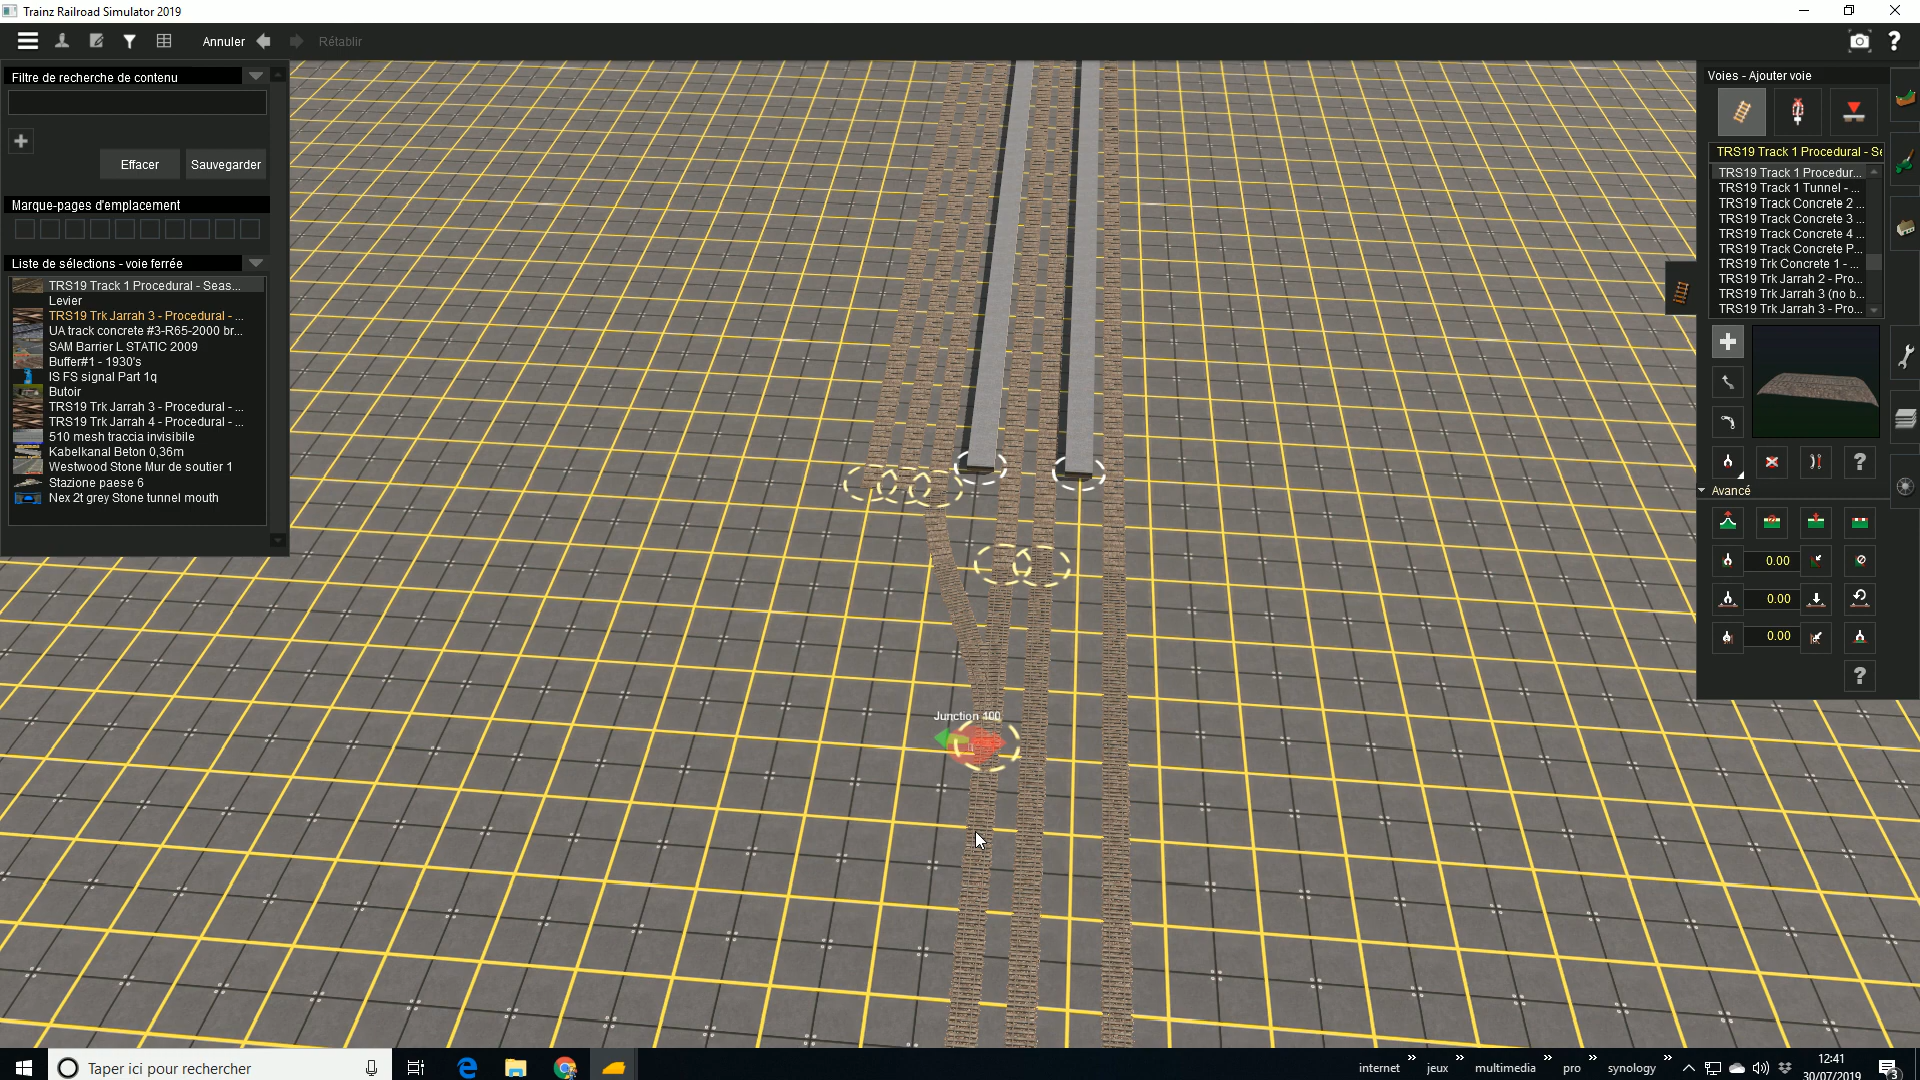 Trainz Railroad Simulator 2019
Annuler
Rétablir
?
Filtre de recherche de contenu
Effacer
Sauvegarder
Marque-pages d'emplacement
Liste de sélections - voie ferrée
TRS19 Track 1 Procedural - Seas...
Levier
TRS19 Trk Jarrah 3 - Procedural - ...
UA track concrete #3-R65-2000 br...
SAM Barrier L STATIC 2009
Buffer#1 - 1930's
IS FS signal Part 1q
Butoir
TRS19 Trk Jarrah 3 - Procedural - ...
TRS19 Trk Jarrah 4 - Procedural - ...
510 mesh traccia invisibile
Kabelkanal Beton 0,36m
Westwood Stone Mur de soutier 1
Stazione paese 6
Nex 2t grey Stone tunnel mouth
Junction 100
Voies - Ajouter voie
TRS19 Track 1 Procedural - Se
TRS19 Track 1 Procedur...
TRS19 Track 1 Tunnel - ...
TRS19 Track Concrete 2 ...
TRS19 Track Concrete 3 ...
TRS19 Track Concrete 4 ...
TRS19 Track Concrete P...
TRS19 Trk Concrete 1 - ...
TRS19 Trk Jarrah 2 - Pro...
TRS19 Trk Jarrah 3 (no b...
TRS19 Trk Jarrah 3 - Pro...
?
Avancé
0.00
0.00
0.00
?
Taper ici pour rechercher
internet
jeux
multimedia
pro
synology
12:41
30/07/2019
3